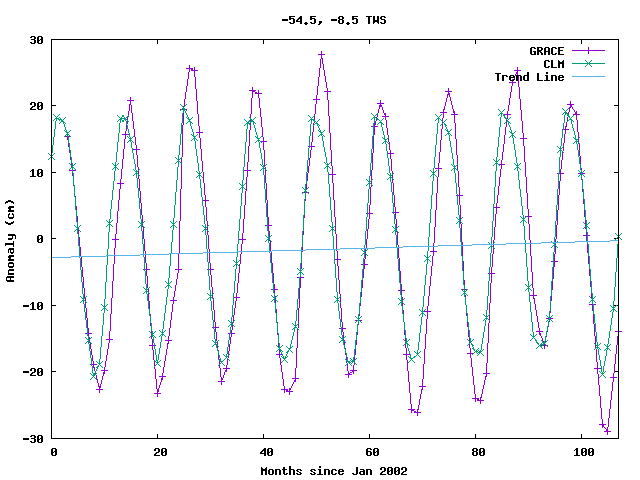 -54.5, -8.5 TWS
30
20
10
0
-10
-20
-30
Anomaly (cm)
GRACE
CLM
Trend Line
0 20 40 60 80 100
Months since Jan 2002